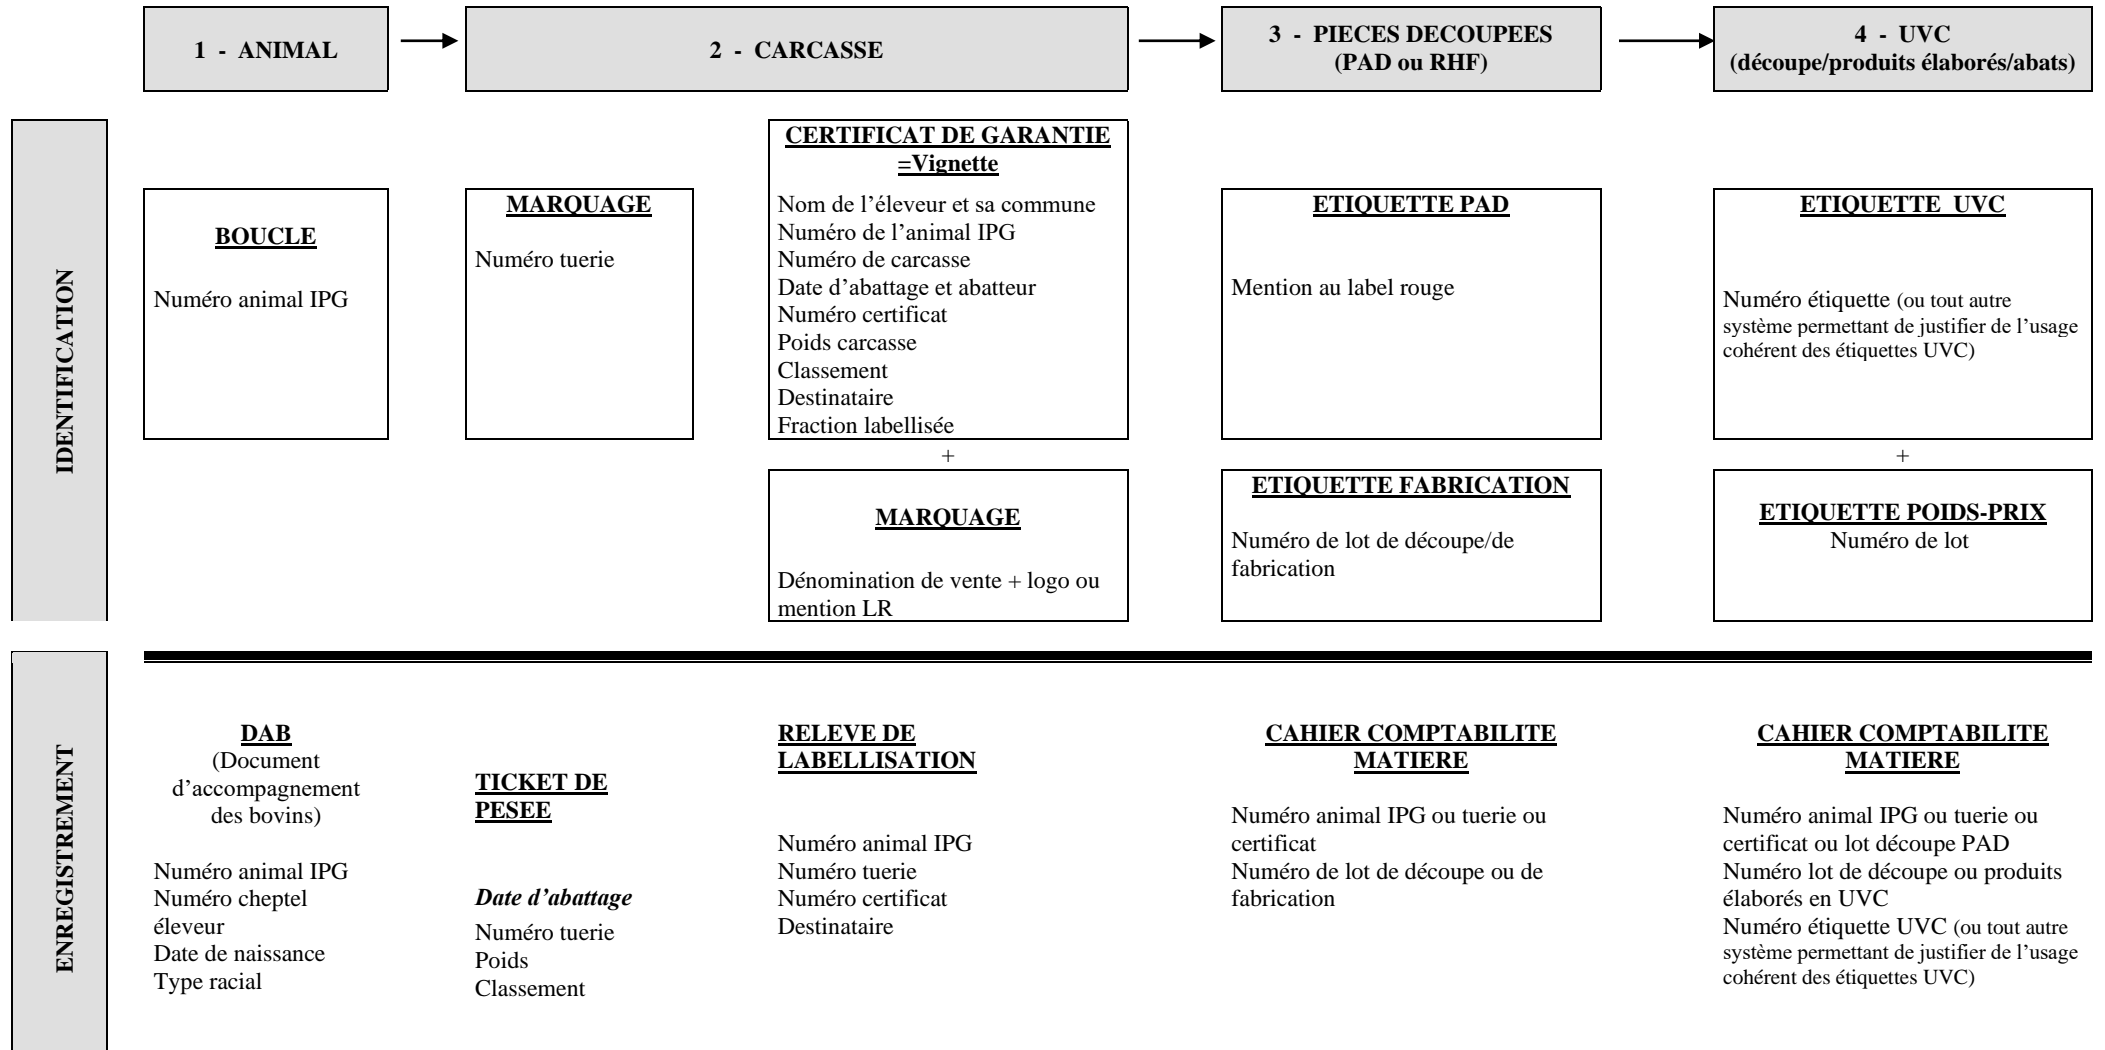 1 - ANIMAL
2 - CARCASSE
3 - PIECES DECOUPEES
(PAD ou RHF)
4 - UVC
(découpe/produits élaborés/abats)
IDENTIFICATION
BOUCLE
Numéro animal IPG
MARQUAGE
Numéro tuerie
CERTIFICAT DE GARANTIE
=Vignette
Nom de l’éleveur et sa commune
Numéro de l’animal IPG
Numéro de carcasse
Date d’abattage et abatteur
Numéro certificat
Poids carcasse
Classement
Destinataire
Fraction labellisée
+
MARQUAGE
Dénomination de vente + logo ou
mention LR
ETIQUETTE PAD
Mention au label rouge
ETIQUETTE FABRICATION
Numéro de lot de découpe/de
fabrication
ETIQUETTE UVC
Numéro étiquette (ou tout autre
système permettant de justifier de l’usage
cohérent des étiquettes UVC)
+
ETIQUETTE POIDS-PRIX
Numéro de lot
ENREGISTREMENT
DAB
(Document
d’accompagnement
des bovins)
Numéro animal IPG
Numéro cheptel
éleveur
Date de naissance
Type racial
TICKET DE
PESEE
Date d’abattage
Numéro tuerie
Poids
Classement
RELEVE DE
LABELLISATION
Numéro animal IPG
Numéro tuerie
Numéro certificat
Destinataire
CAHIER COMPTABILITE
MATIERE
Numéro animal IPG ou tuerie ou
certificat
Numéro de lot de découpe ou de
fabrication
CAHIER COMPTABILITE
MATIERE
Numéro animal IPG ou tuerie ou
certificat ou lot découpe PAD
Numéro lot de découpe ou produits
élaborés en UVC
Numéro étiquette UVC (ou tout autre
système permettant de justifier de l’usage
cohérent des étiquettes UVC)